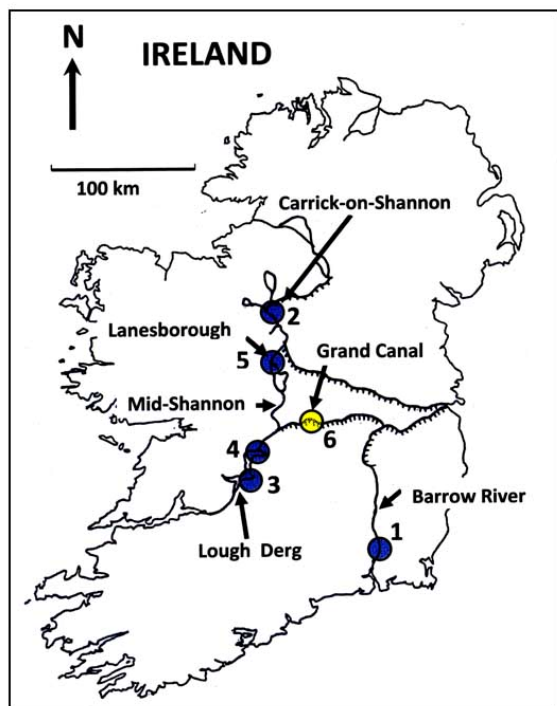 N
IRELAND
100 km
Carrick-on-Shannon
2
Lanesborough
5
Grand Canal
Mid-Shannon
6
4
3
Barrow River
1
Lough Derg